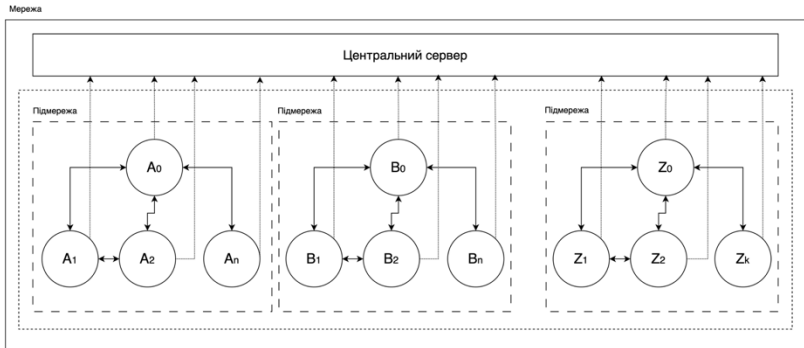 Мережа
Центральний сервер
Підмережа
Підмережа
Підмережа
A0
B0
Z0
A1
A2
An
B1
B2
Bn
Z1
Z2
Zk